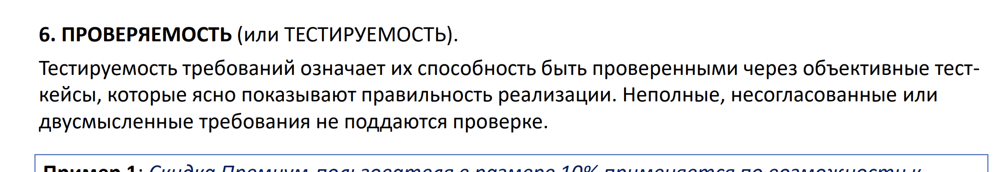 6. ПРОВЕРЯЕМОСТЬ (или ТЕСТИРУЕМОСТЬ).
Тестируемость требований означает их способность быть проверенными через объективные тест-
кейсы, которые ясно показывают правильность реализации. Неполные, несогласованные или
двусмысленные требования не поддаются проверке.
Пример 1: Скидка Премиум-пользователя в размере 10% применяется по возможности к